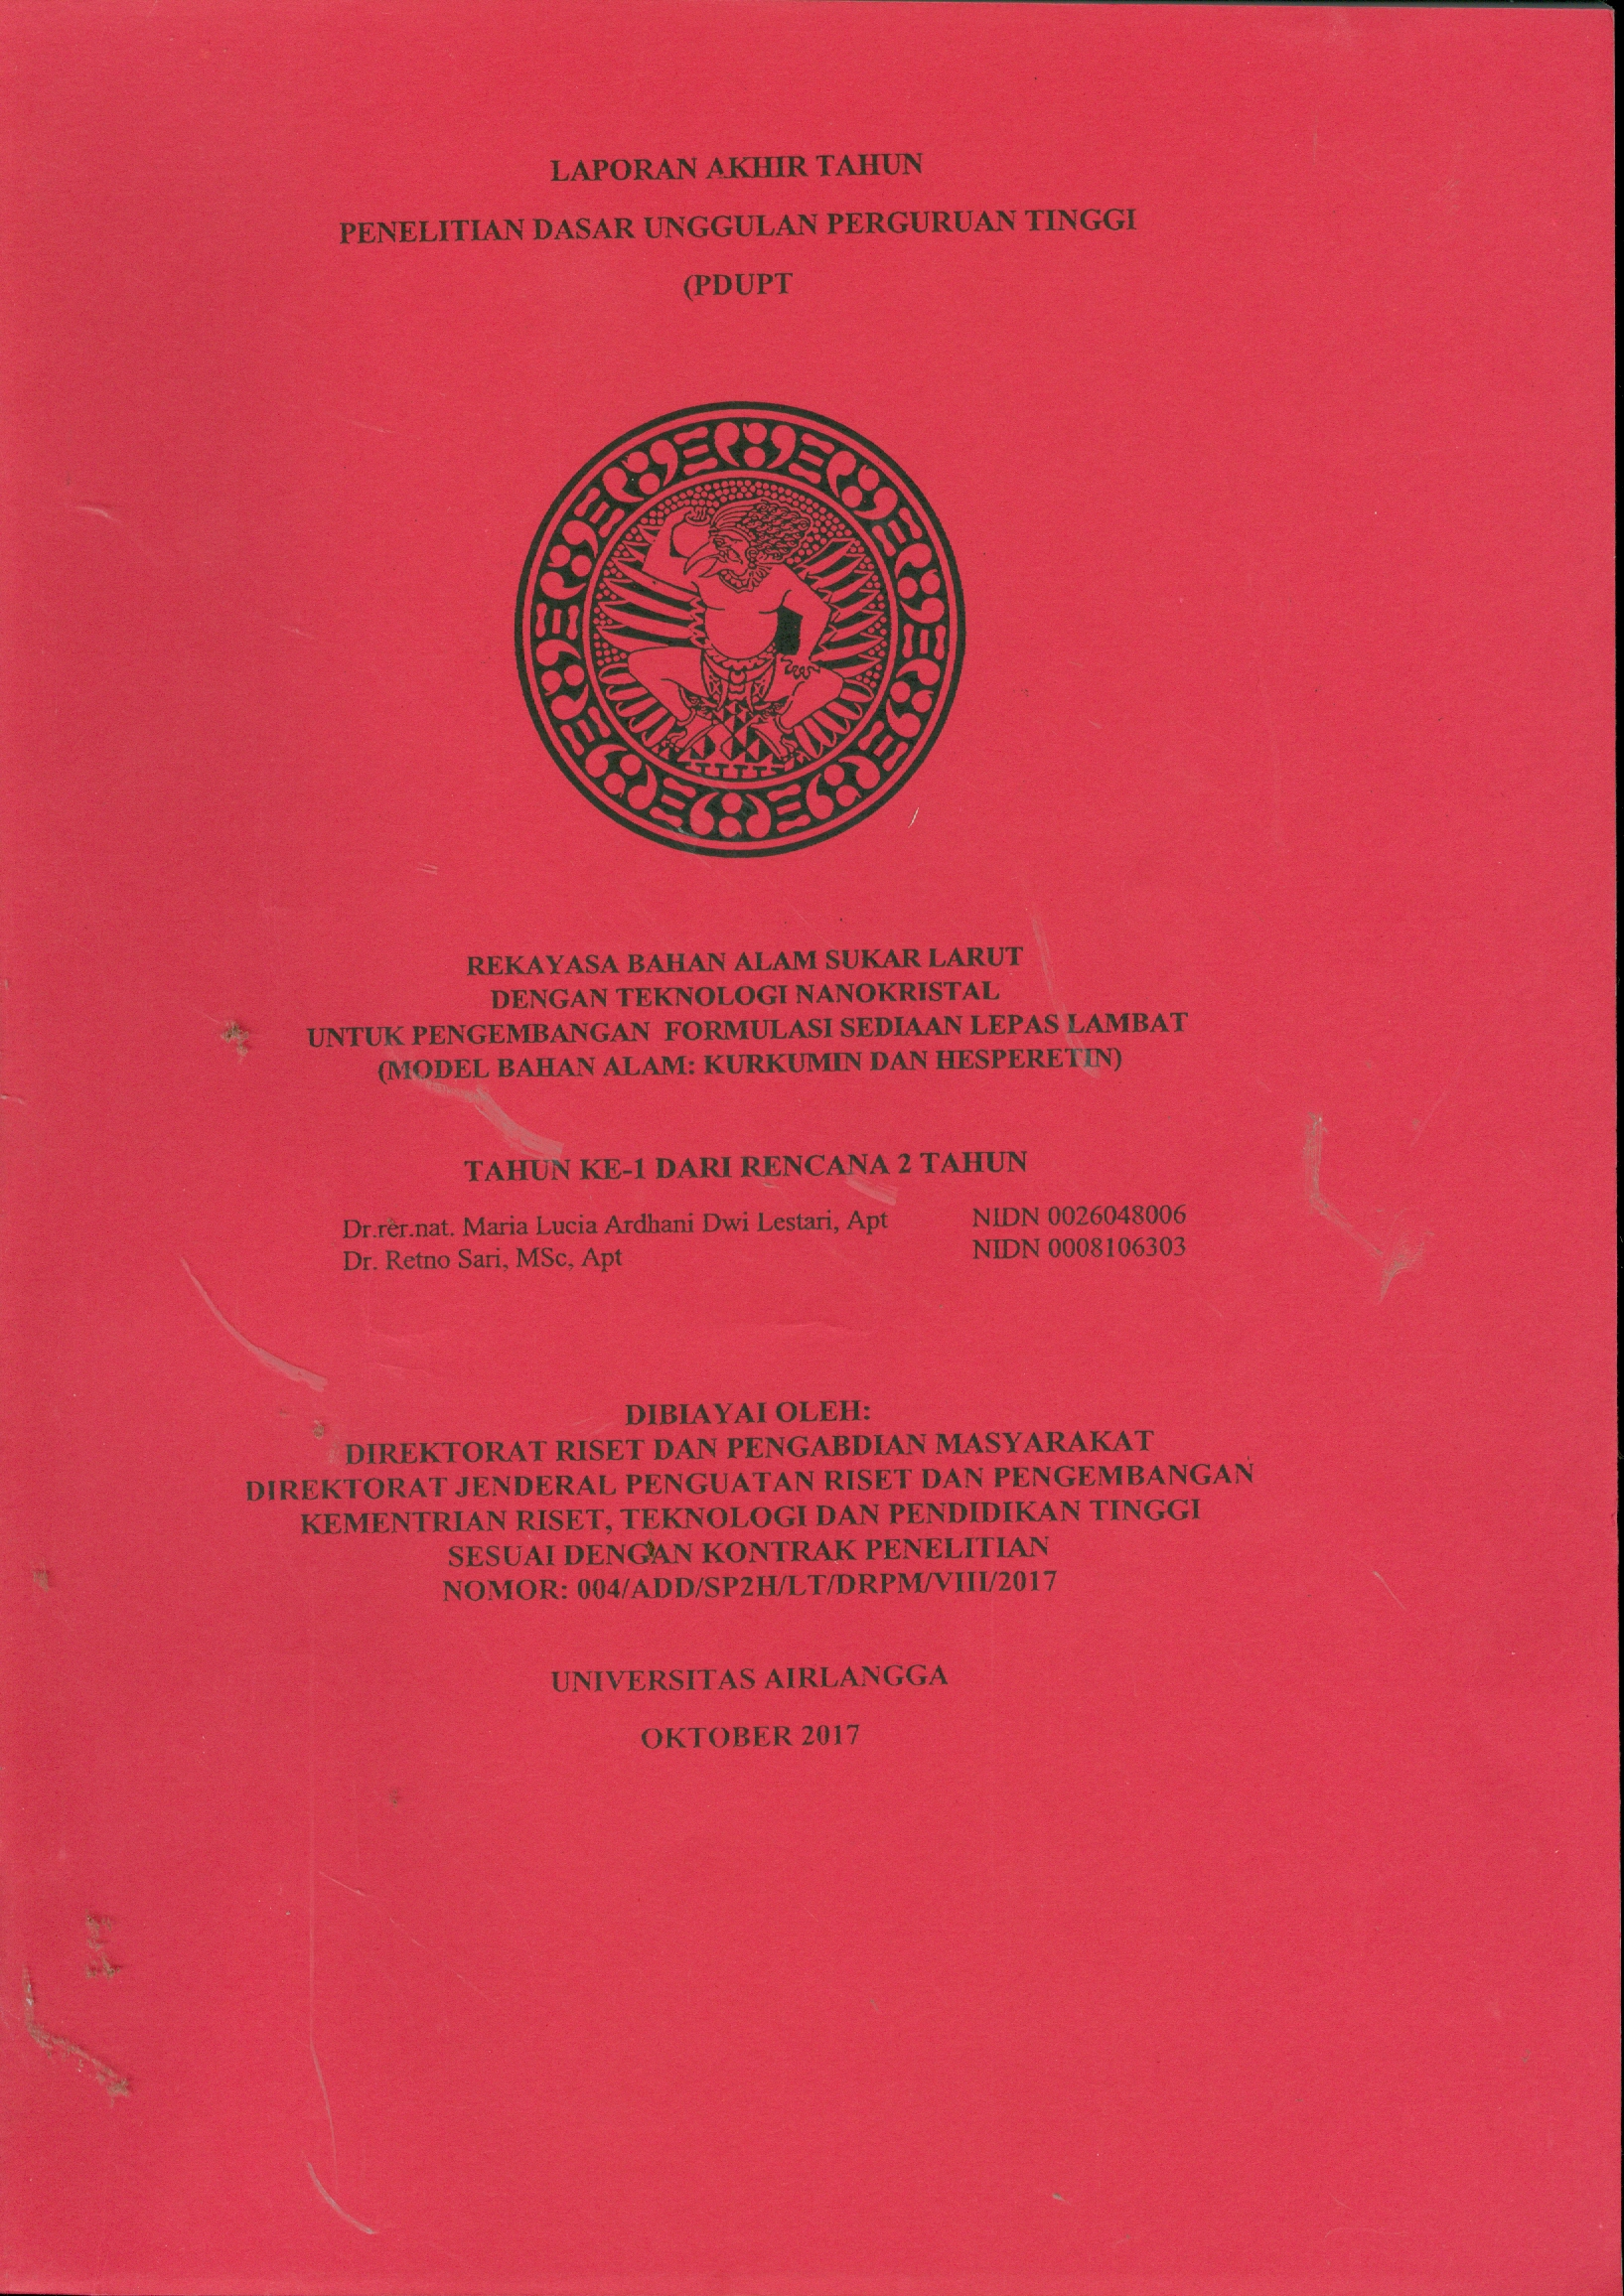 LAPORAN AKHIR TAHUN
PENELITIAN DASAR UNGGULAN PERGURUAN TINGGI
(PDUPT
REKAYASA BAHAN ALAM SUKAR LARUT
DENGAN TEKNOLOGI NANOKRISTAL
UNTUK PENGEMBANGAN FORMULASI SEDIAAN LEPAS LAMBAT
(MODEL BAHAN ALAM: KURKUMIN DAN HESPERETIN)
TAHUN KE-1 DARI RENCANA 2 TAHUN
Dr.rer.nat. Maria Lucia Ardhani Dwi Lestari, Apt NIDN 0026048006
Dr. Retno Sari, MSc, Apt NIDN 0008106303
DIBIAYAI OLEH:
DIREKTORAT RISET DAN PENGABDIAN MASYARAKAT
DIREKTORAT JENDERAL PENGUATAN RISET DAN PENGEMBANGAN
KEMENTRIAN RISET, TEKNOLOGI DAN PENDIDIKAN TINGGI
SESUAI DENGAN KONTRAK PENELITIAN
NOMOR: 004/ADD/SP2H/LT/DRPM/VIII/2017
UNIVERSITAS AIRLANGGA
OKTOBER 2017